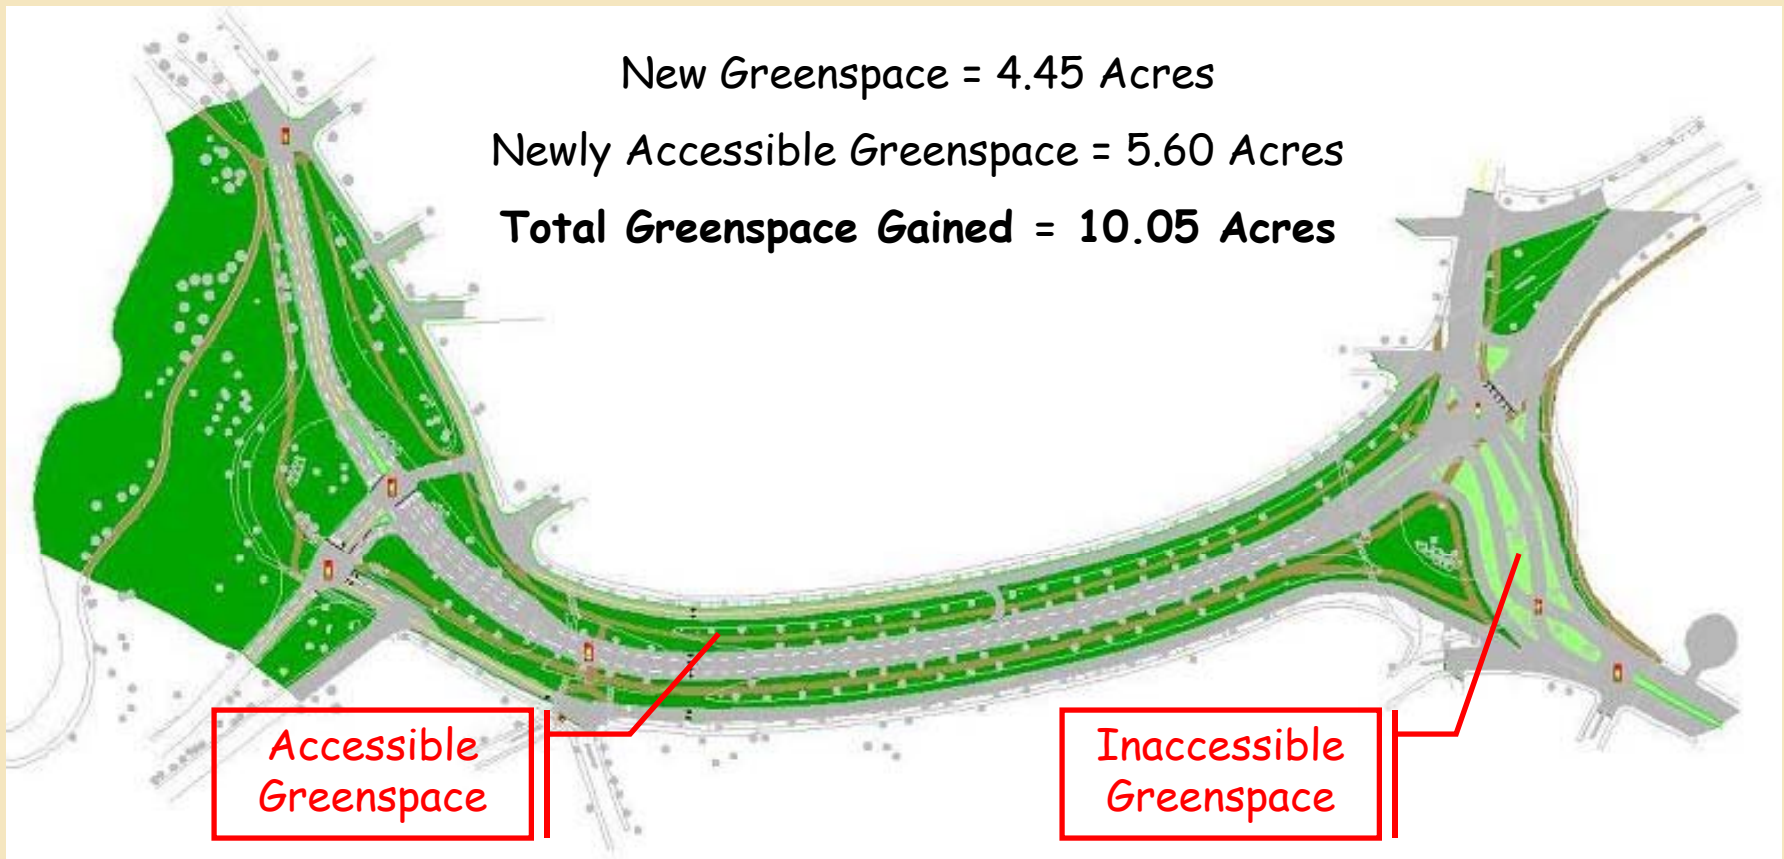 New Greenspace = 4.45 Acres
Newly Accessible Greenspace = 5.60 Acres
Total Greenspace Gained = 10.05 Acres
Accessible
Greenspace
Inaccessible
Greenspace